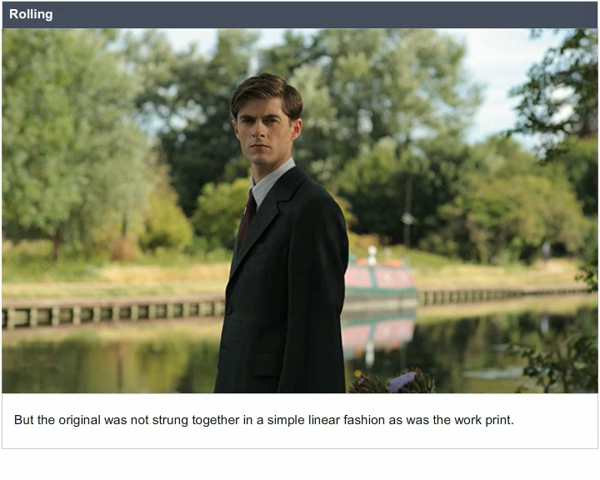 Rolling
But the original was not strung together in a simple linear fashion as was the work print.